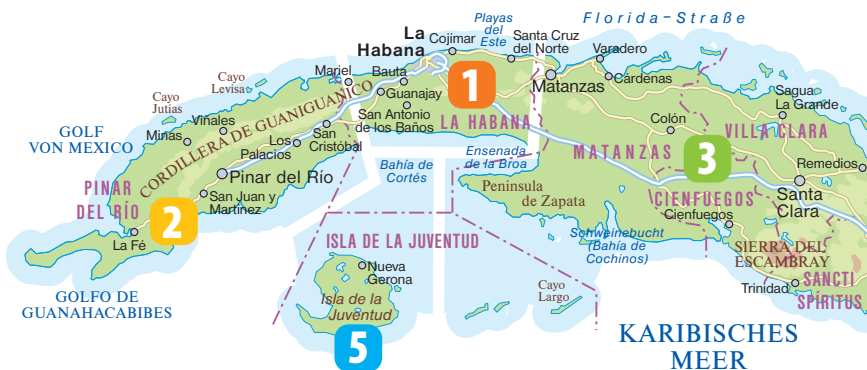 Florida-Straße
Playas
del
Este
La
Habana
Cojimar
Santa Cruz
del Norte
Varadero
Mariel
Bauta
Guanajay
San Antonio
de los Baños
1
LA HABANA
Matanzas
Cárdenas
Cayo
Levisa
Cayo
Jutias
Viñales
Minas
CORDILLERA DE GUANIGUANICO
Los
Palacios
San
Cristóbal
GOLF
VON MEXICO
Sagua
La Grande
Colón
VILLA CLARA
MATANZAS
3
Remedios
Bahía de
Cortés
Ensenada
de la Broa
Pinar del Río
PINAR
DEL RÍO
San Juan y
Martínez
2
La Fé
Peninsula
de Zapata
CIENFUEGOS
Cienfuegos
Santa
Clara
Schweinebucht
(Bahía de
Cochinos)
SIERRA DEL
ESCAMBRAY
ISLA DE LA JUVENTUD
Nueva
Gerona
Isla de la
Juventud
5
Cayo
Largo
Trinidad
SANCTI
SPÍRITUS
GOLFO DE
GUANAHACABIBES
KARIBISCHES
MEER